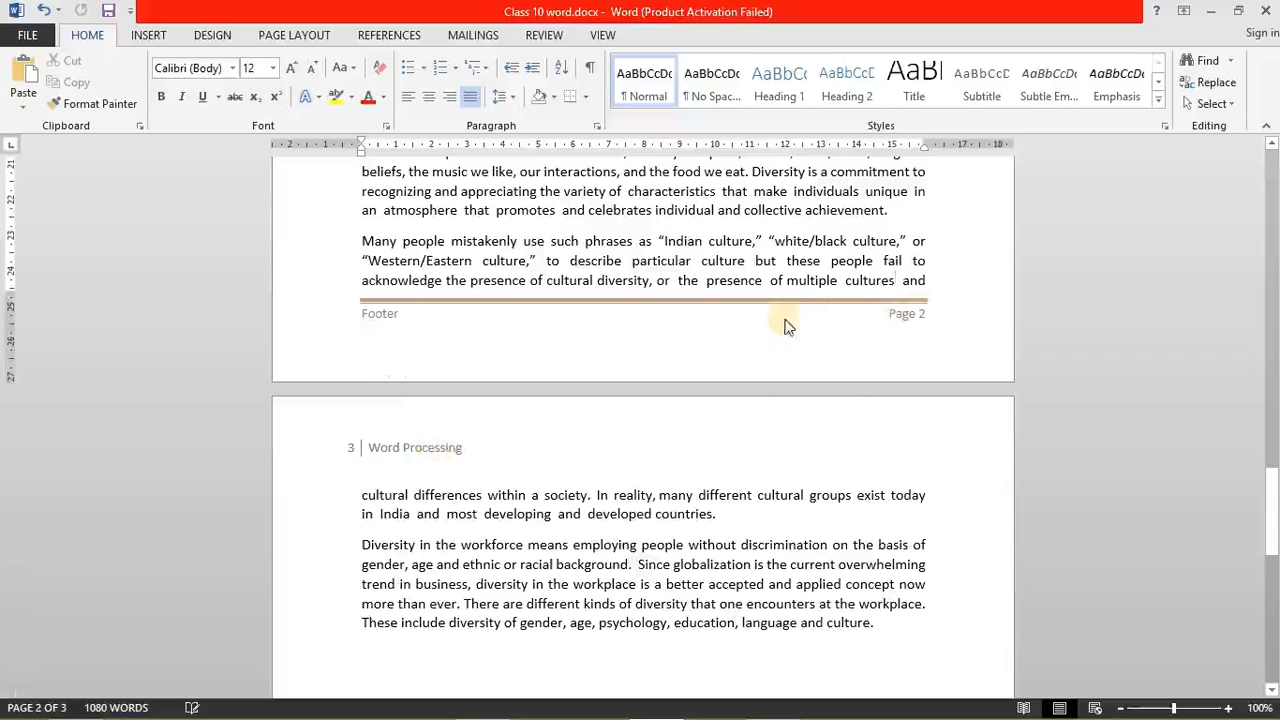 Class 10 word.docx - Word (Product Activation Failed)
FILE HOME INSERT DESIGN PAGE LAYOUT REFERENCES MAILINGS REVIEW VIEW Sign in
Cut
Copy
Format Painter
Paste
Calibri (Body) 12
AaBbCcDc AaBbCcDc AaBbCc AaBbCcC AaBI AaBbCcD AaBbCcDc AaBbCcDc
¶ Normal ¶ No Spac... Heading 1 Heading 2 Title Subtitle Subtle Em... Emphasis
Find
Replace
Select
Clipboard Font Paragraph Styles Editing
beliefs, the music we like, our interactions, and the food we eat. Diversity is a commitment to
recognizing and appreciating the variety of characteristics that make individuals unique in
an atmosphere that promotes and celebrates individual and collective achievement.
Many people mistakenly use such phrases as “Indian culture,” “white/black culture,” or
“Western/Eastern culture,” to describe particular culture but these people fail to
acknowledge the presence of cultural diversity, or the presence of multiple cultures and
Footer Page 2
3 Word Processing
cultural differences within a society. In reality, many different cultural groups exist today
in India and most developing and developed countries.
Diversity in the workforce means employing people without discrimination on the basis of
gender, age and ethnic or racial background. Since globalization is the current overwhelming
trend in business, diversity in the workplace is a better accepted and applied concept now
more than ever. There are different kinds of diversity that one encounters at the workplace.
These include diversity of gender, age, psychology, education, language and culture.
PAGE 2 OF 3 1080 WORDS 100%